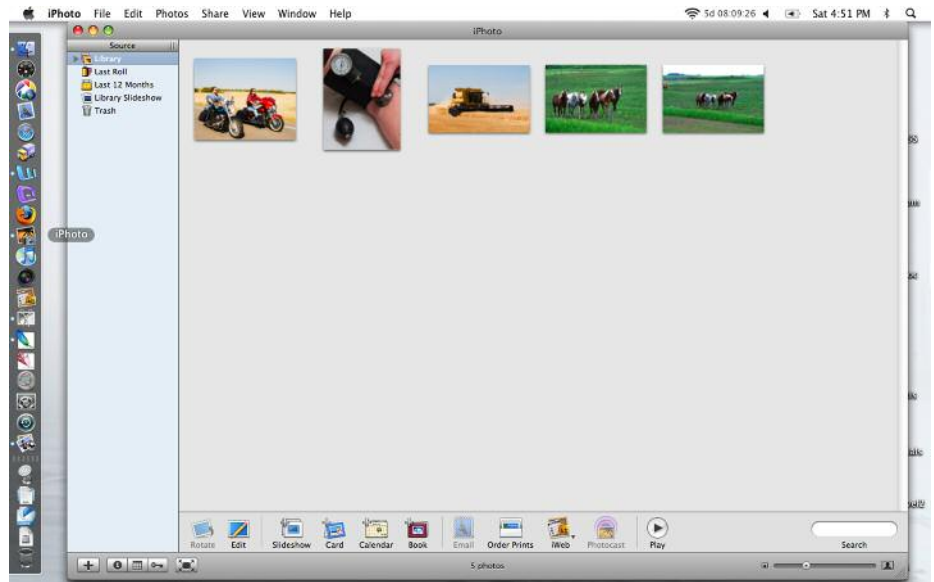 iPhoto File Edit Photos Share View Window Help 5d 08:09:26 Sat 4:51 PM
iPhoto
Source
Library
Last Roll
Last 12 Months
Library Slideshow
Trash
iPhoto
Rotate Edit Slideshow Card Calendar Book Email Order Prints iWeb Photocast Play Search
5 photos